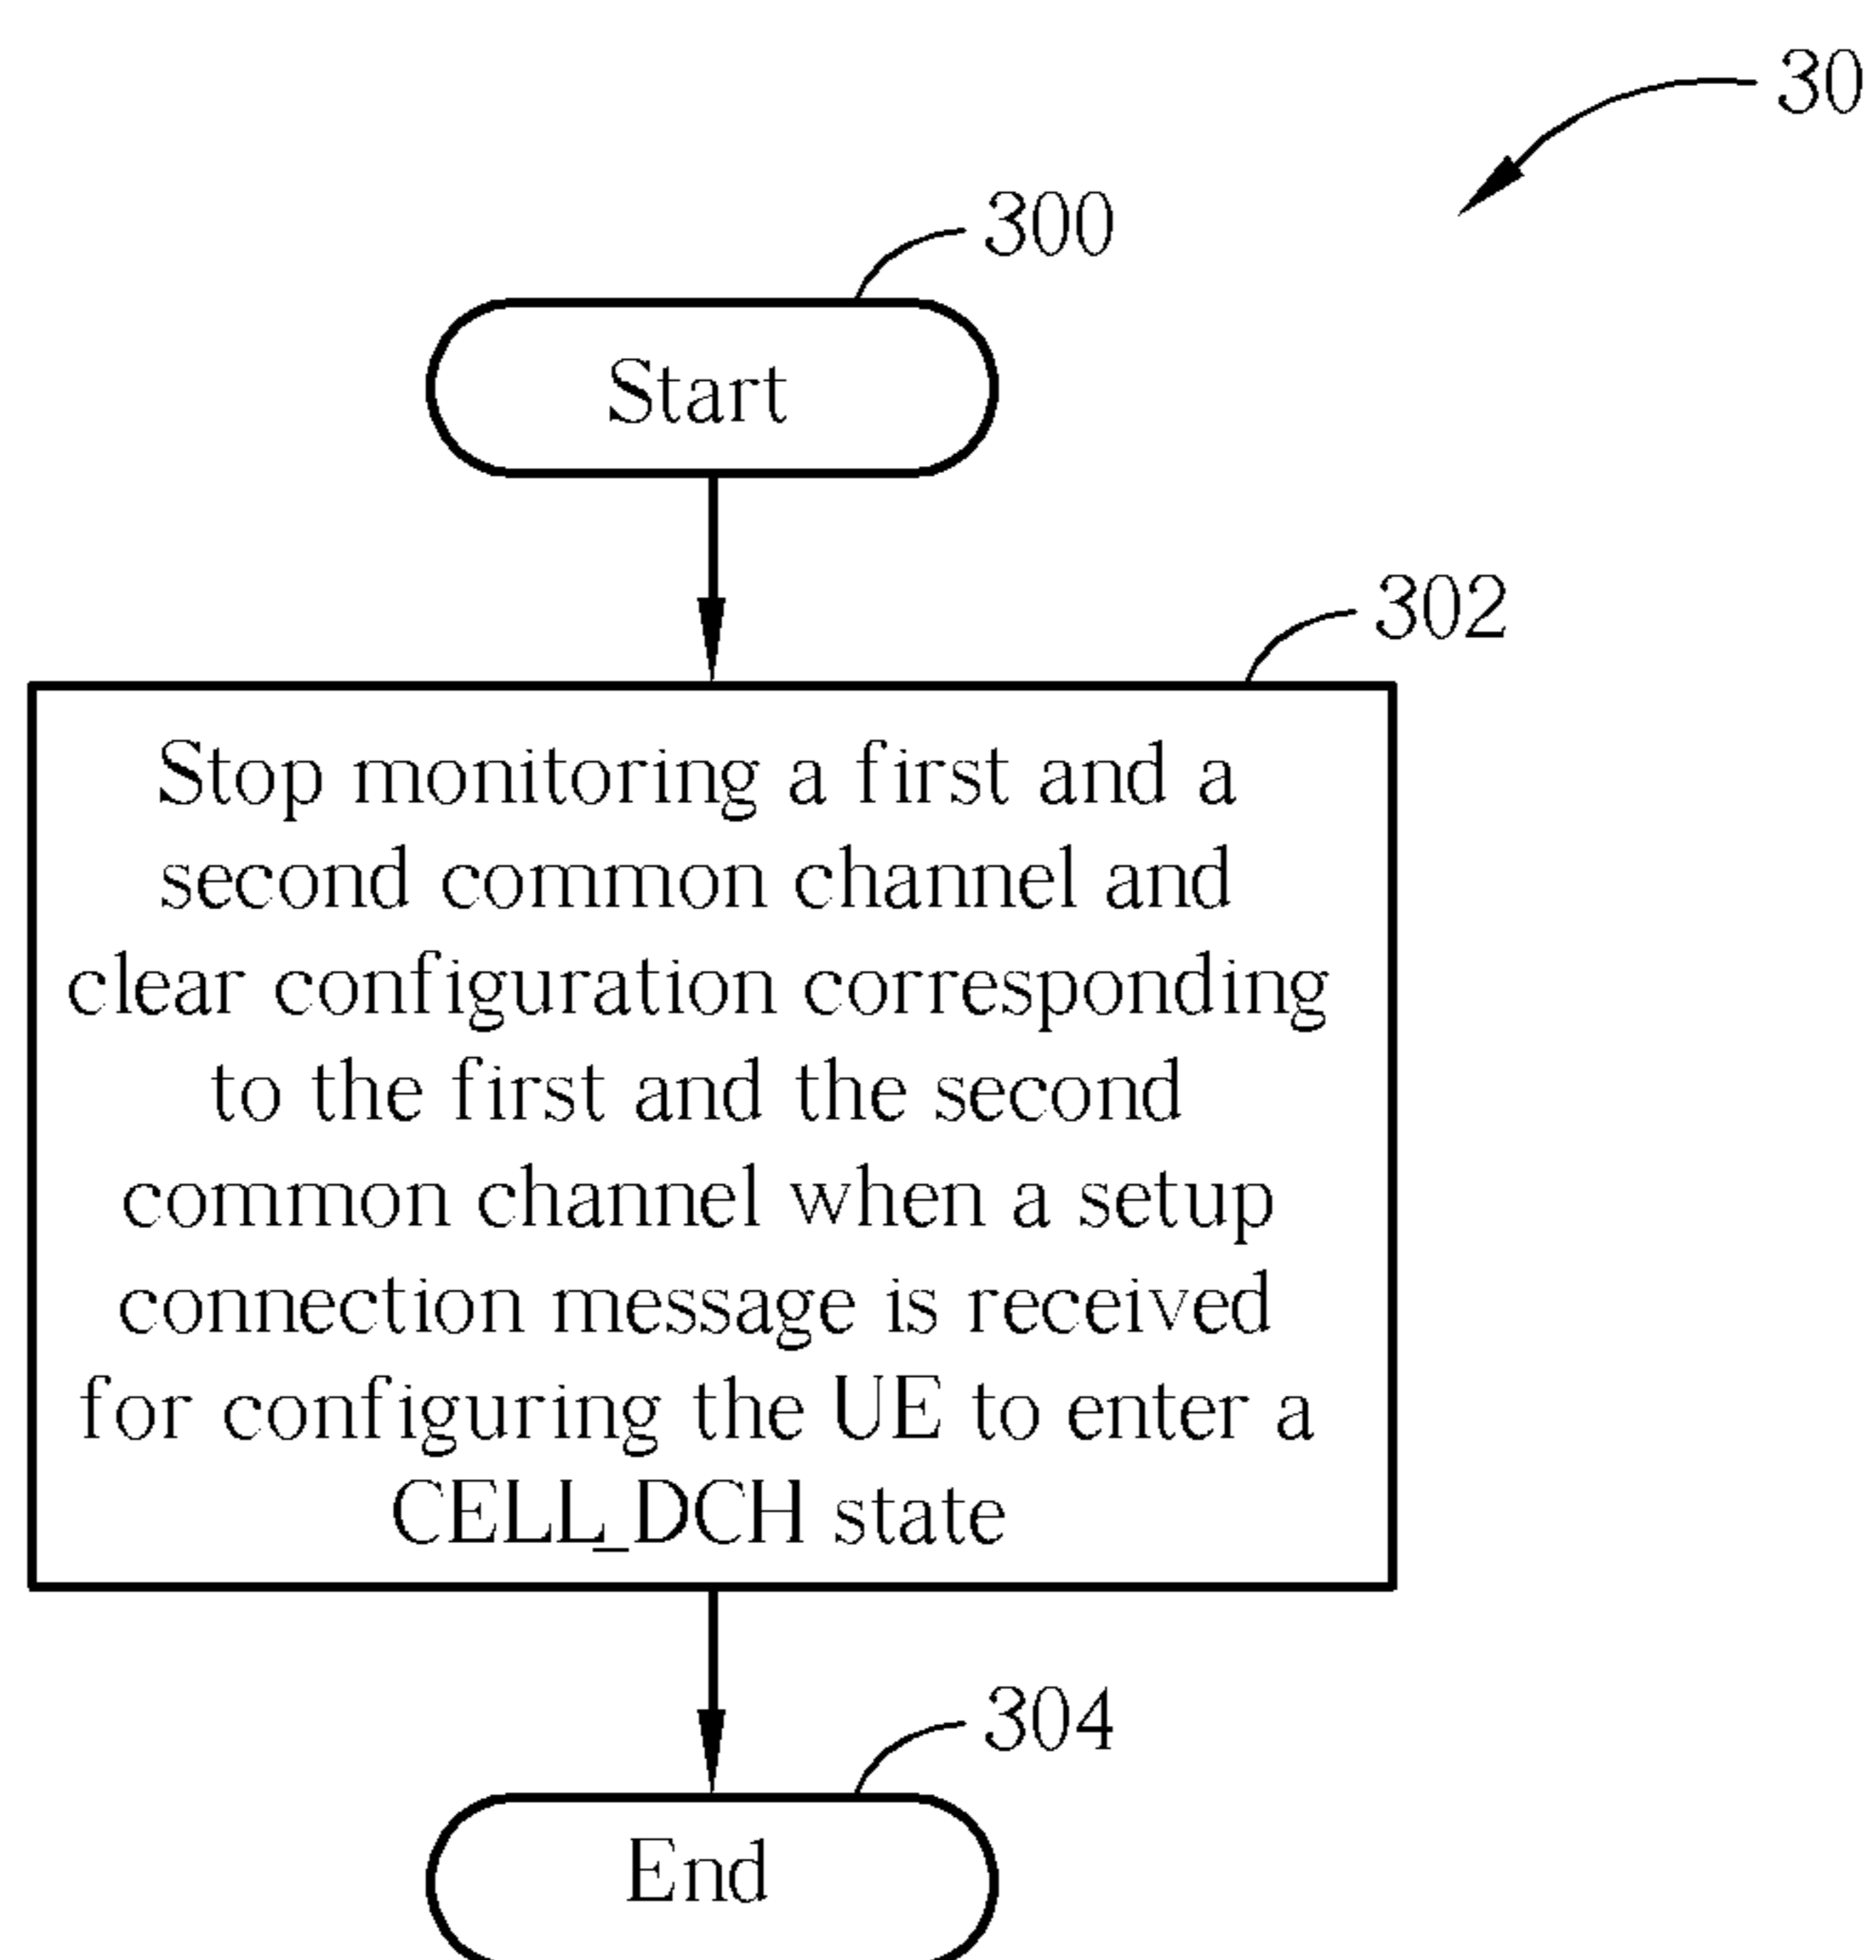 30
300
Start
302
Stop monitoring a first and a
second common channel and
clear configuration corresponding
to the first and the second
common channel when a setup
connection message is received
for configuring the UE to enter a
CELL_DCH state
304
End